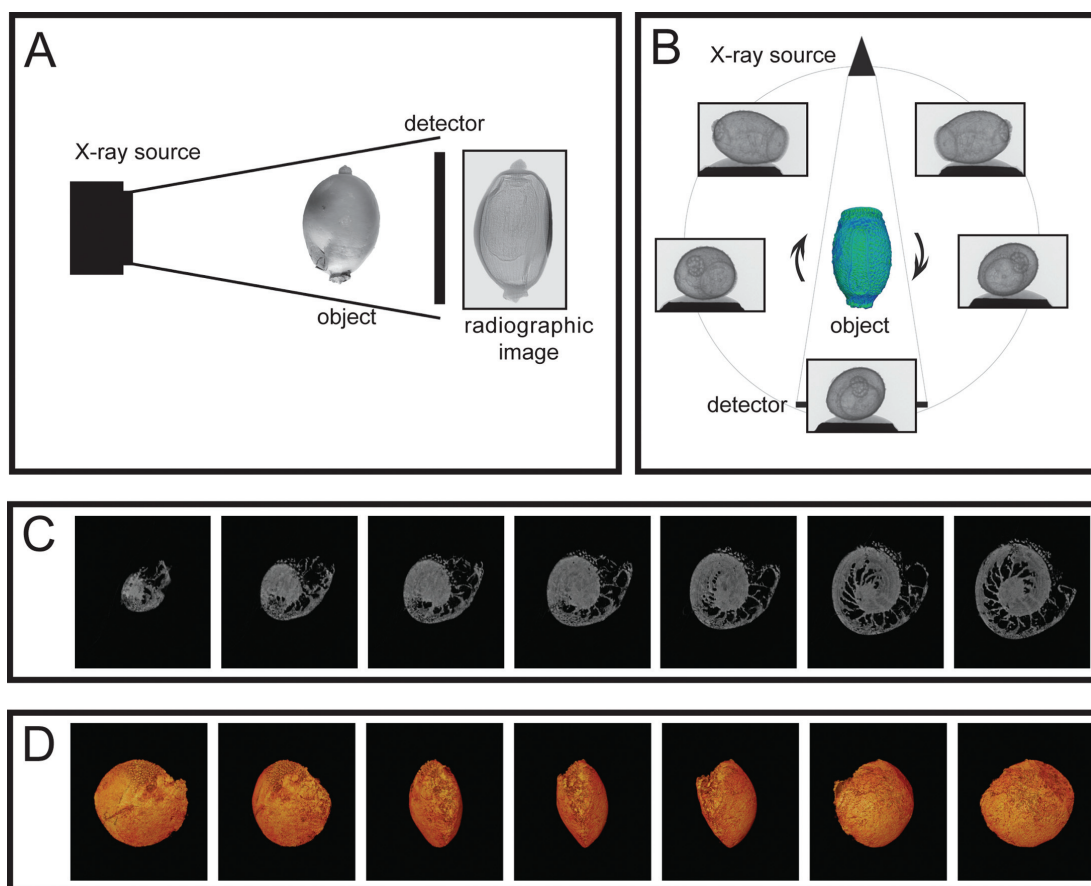 A
X-ray source
detector
object
radiographic
image
B
X-ray source
object
detector
C
D